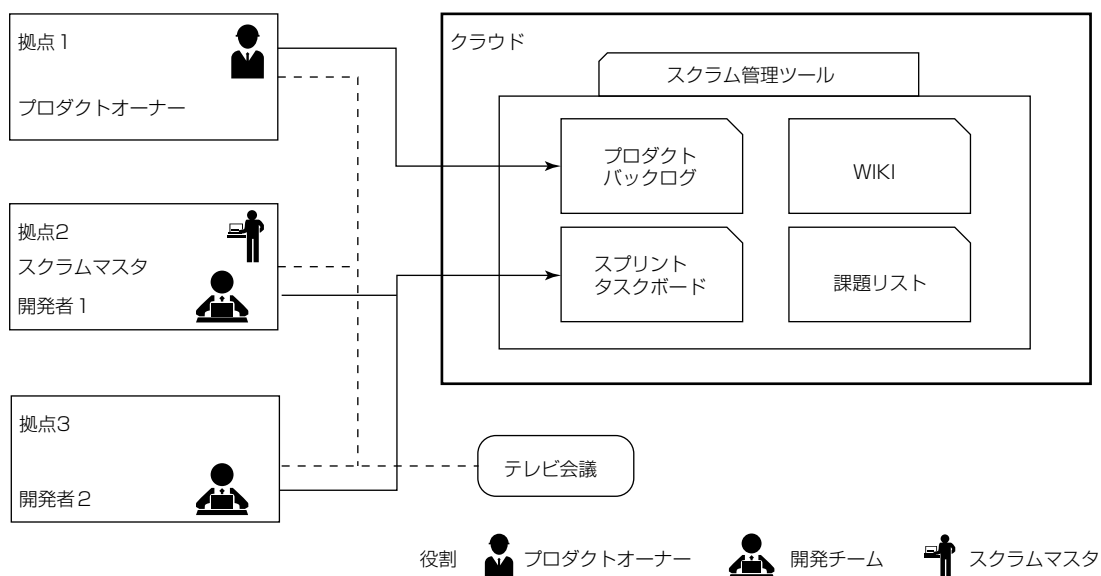 拠点1
プロダクトオーナー
拠点2
スクラムマスタ
開発者1
拠点3
開発者2
クラウド
スクラム管理ツール
プロダクト
バックログ
WIKI
スプリント
タスクボード
課題リスト
テレビ会議
役割
プロダクトオーナー
開発チーム
スクラムマスタ